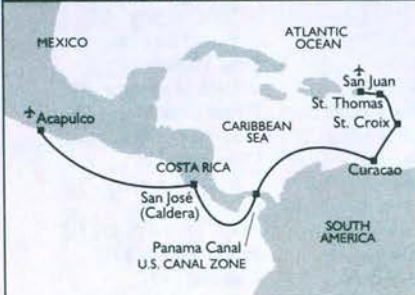 MEXICO
ATLANTIC
OCEAN
San Juan
St. Thomas
Acapulco
St. Croix
CARIBBEAN
SEA
COSTA RICA
Curacao
San José
(Caldera)
SOUTH
AMERICA
Panama Canal
U.S. CANAL ZONE